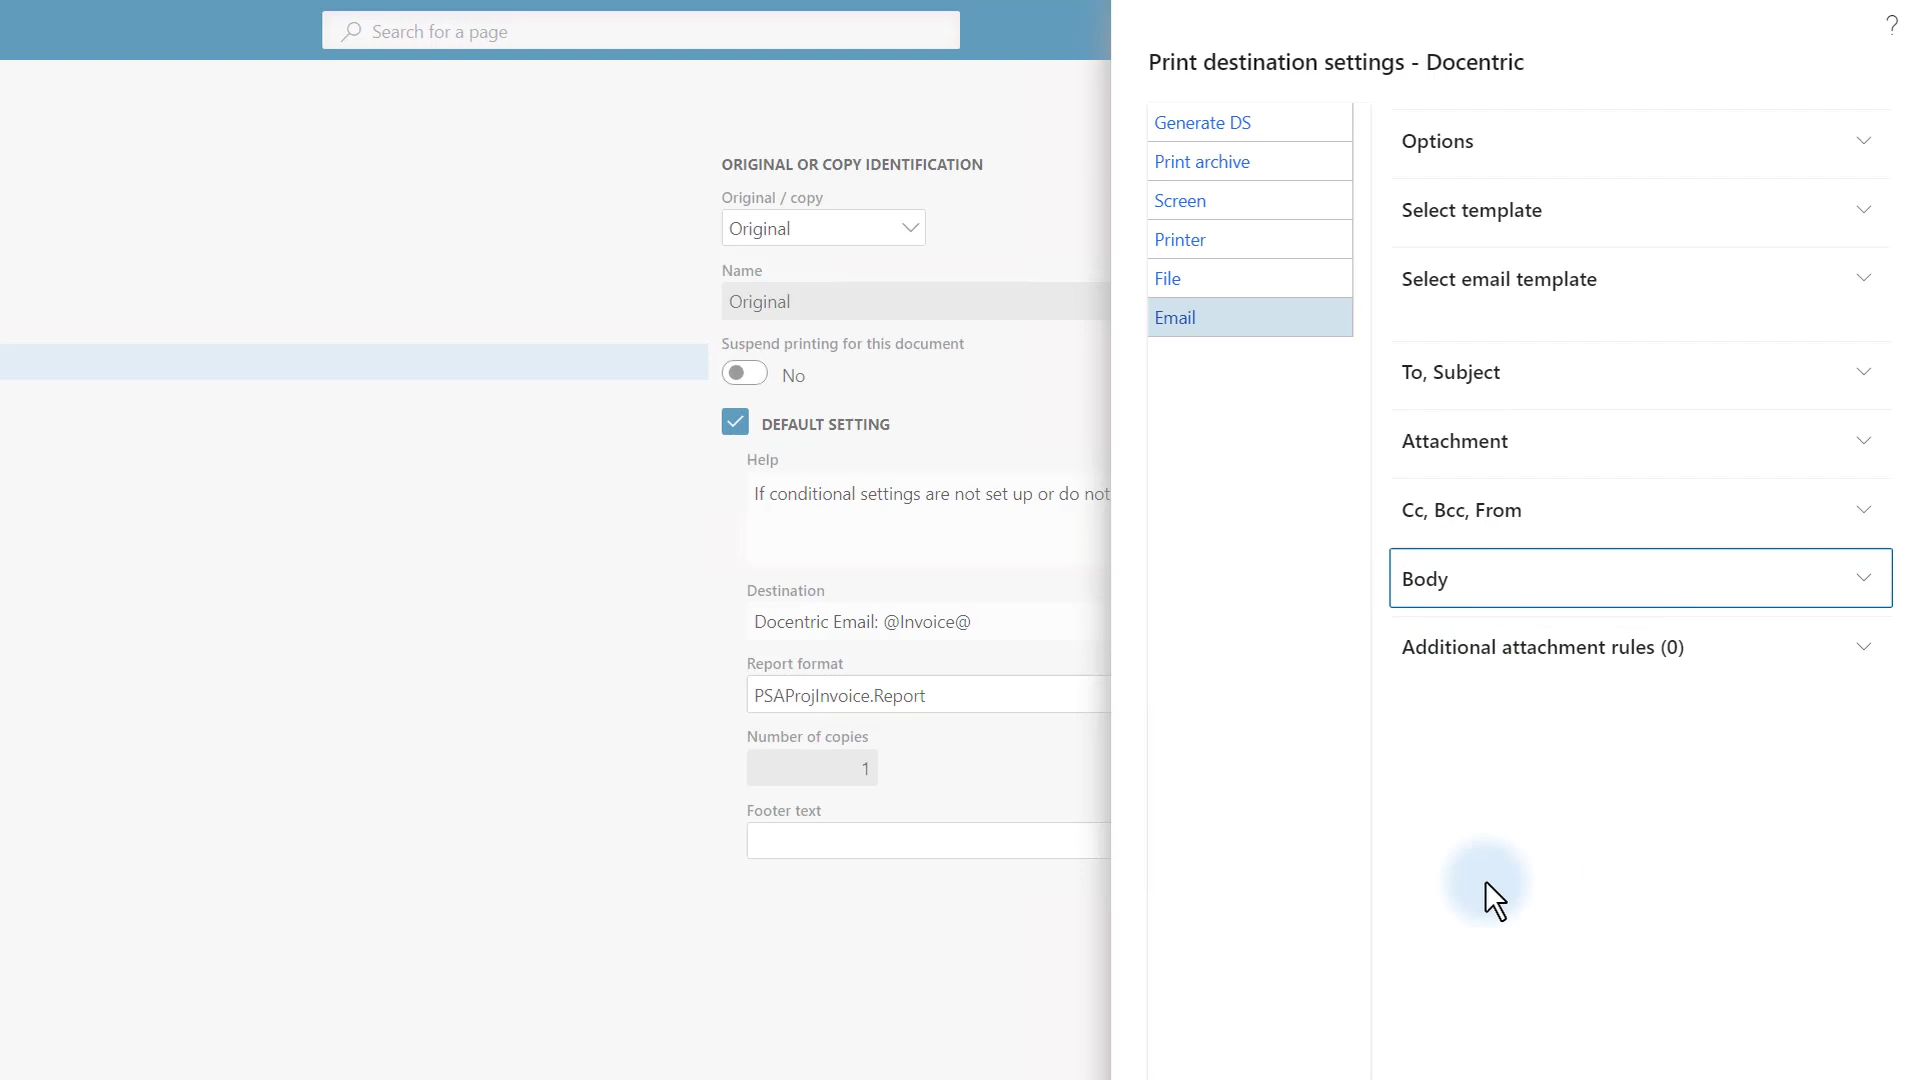 Search for a page
?
Print destination settings - Docentric
Generate DS
Print archive
Screen
Printer
File
Email
Options
Select template
Select email template
To, Subject
Attachment
Cc, Bcc, From
Body
Additional attachment rules (0)
ORIGINAL OR COPY IDENTIFICATION
Original / copy
Original
Name
Original
Suspend printing for this document
No
DEFAULT SETTING
Help
If conditional settings are not set up or do not
Destination
Docentric Email: @Invoice@
Report format
PSAProjInvoice.Report
Number of copies
1
Footer text